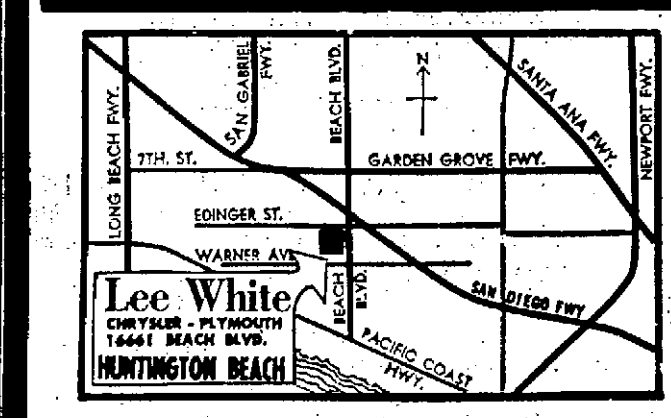 LONG BEACH FWY.
SAN GABRIEL
FWY.
BEACH BLVD.
N
SANTA ANA FWY.
NEWPORT FWY.
7TH. ST.
GARDEN GROVE FWY.
EDINGER ST.
WARNER AVE
BEACH
BLVD.
SAN DIEGO FWY
PACIFIC COAST
HWY.
Lee White
CHRYSLER - PLYMOUTH
16661 BEACH BLVD.
HUNTINGTON BEACH